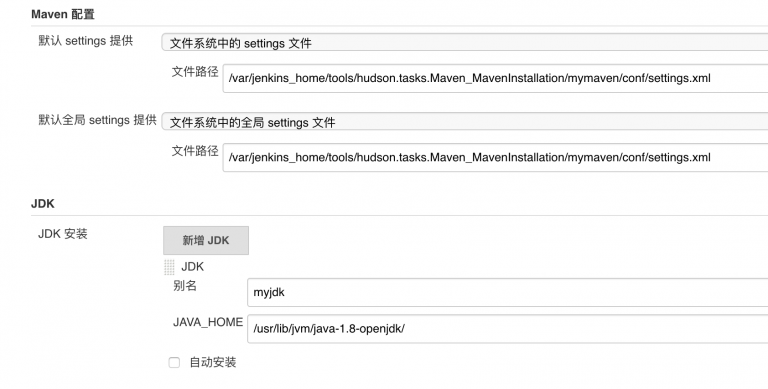 Maven 配置
默认 settings 提供
文件系统中的 settings 文件
文件路径
/var/jenkins_home/tools/hudson.tasks.Maven_MavenInstallation/mymaven/conf/settings.xml
默认全局 settings 提供
文件系统中的全局 settings 文件
文件路径
/var/jenkins_home/tools/hudson.tasks.Maven_MavenInstallation/mymaven/conf/settings.xml
JDK
JDK 安装
新增 JDK
JDK
别名
myjdk
JAVA_HOME
/usr/lib/jvm/java-1.8-openjdk/
自动安装